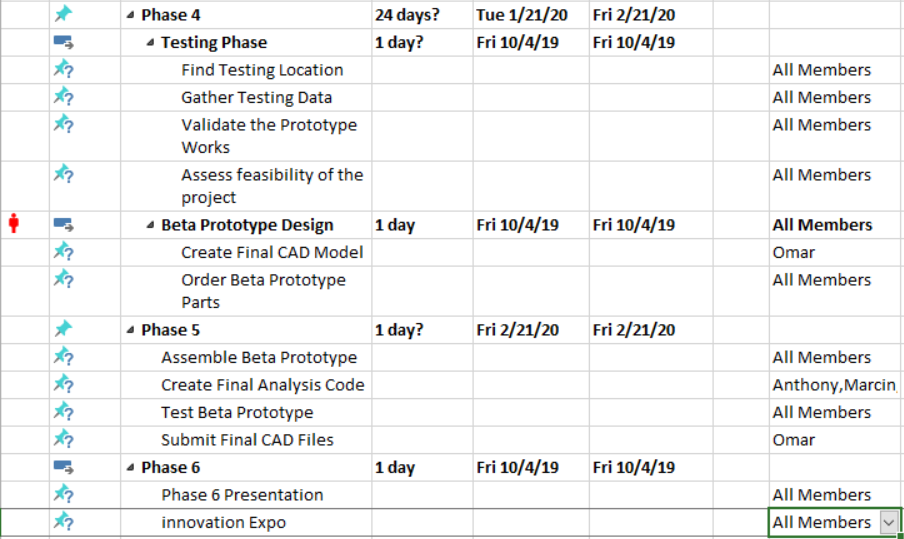 Phase 4 24 days? Tue 1/21/20 Fri 2/21/20
Testing Phase 1 day? Fri 10/4/19 Fri 10/4/19
Find Testing Location All Members
Gather Testing Data All Members
Validate the Prototype All Members
Works
Assess feasibility of the All Members
project
Beta Prototype Design 1 day Fri 10/4/19 Fri 10/4/19 All Members
Create Final CAD Model Omar
Order Beta Prototype All Members
Parts
Phase 5 1 day? Fri 2/21/20 Fri 2/21/20
Assemble Beta Prototype All Members
Create Final Analysis Code Anthony,Marcin,
Test Beta Prototype All Members
Submit Final CAD Files Omar
Phase 6 1 day Fri 10/4/19 Fri 10/4/19
Phase 6 Presentation All Members
innovation Expo All Members